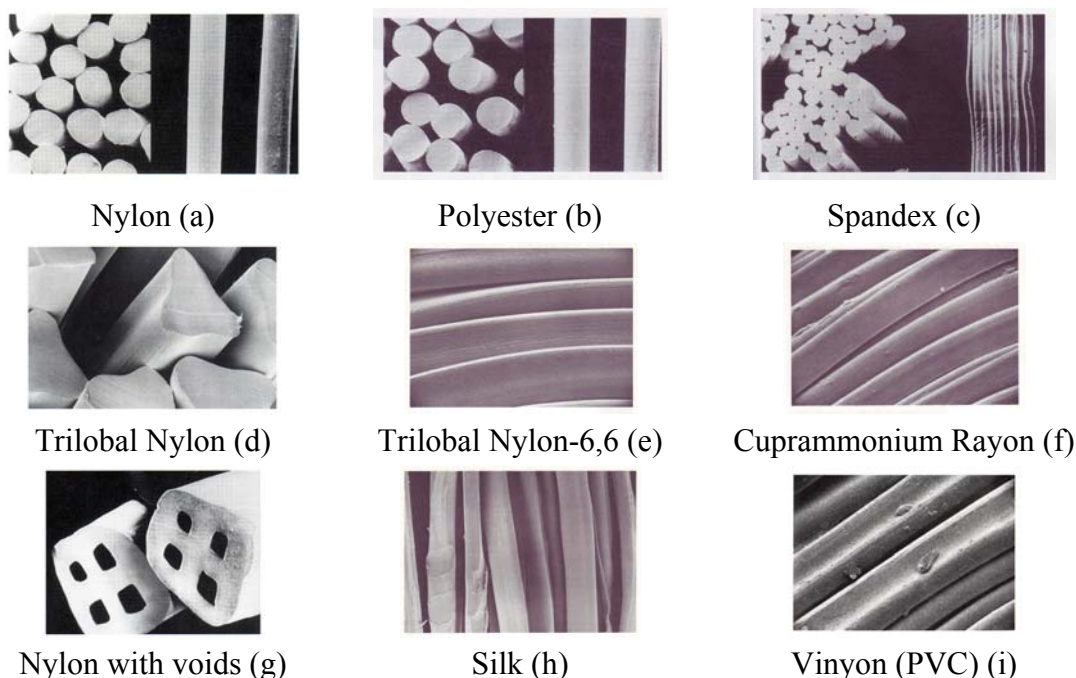 Nylon (a)
Polyester (b)
Spandex (c)
Trilobal Nylon (d)
Trilobal Nylon-6,6 (e)
Cuprammonium Rayon (f)
Nylon with voids (g)
Silk (h)
Vinyon (PVC) (i)